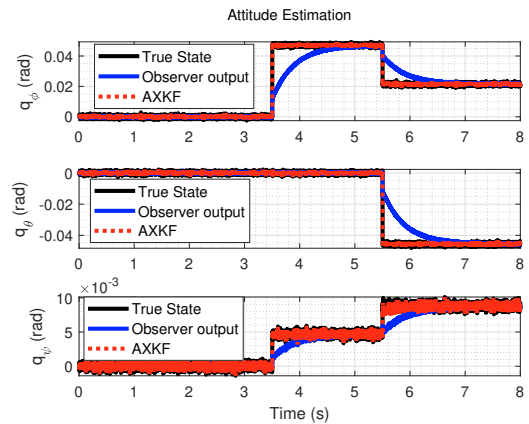 Attitude Estimation
q_ϕ (rad)
0.04
0.02
0
True State
Observer output
AXKF
0 1 2 3 4 5 6 7 8
q_θ (rad)
0
-0.02
-0.04
True State
Observer output
AXKF
0 1 2 3 4 5 6 7 8
× 10⁻³
q_ψ (rad)
10
5
0
True State
Observer output
AXKF
0 1 2 3 4 5 6 7 8
Time (s)